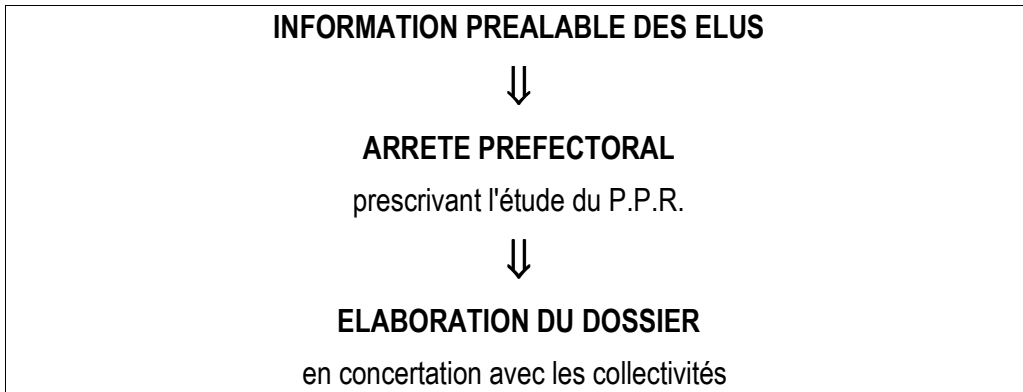 INFORMATION PREALABLE DES ELUS
⇓
ARRETE PREFECTORAL
prescrivant l'étude du P.P.R.
⇓
ELABORATION DU DOSSIER
en concertation avec les collectivités